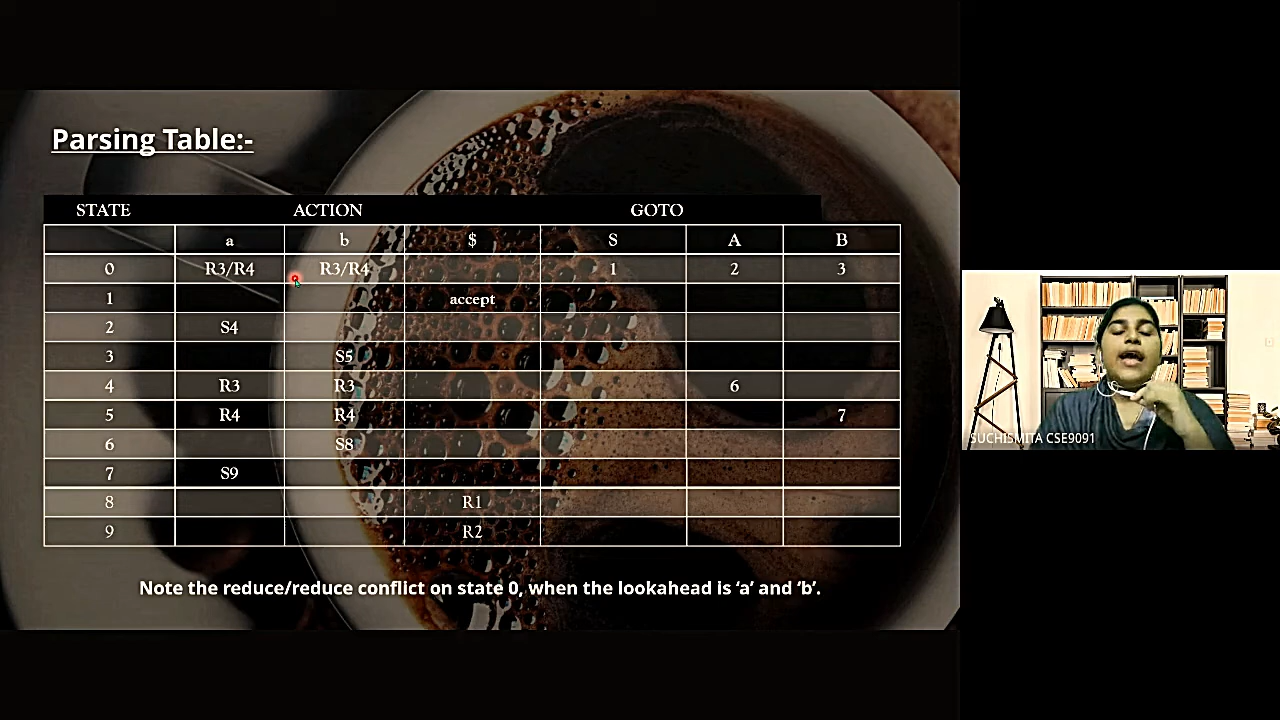 Parsing Table:-
STATE ACTION GOTO
a b $ S A B
0 R3/R4 R3/R4 1 2 3
1 accept
2 S4
3 S5
4 R3 R3 6
5 R4 R4 7
6 S8
7 S9
8 R1
9 R2
Note the reduce/reduce conflict on state 0, when the lookahead is ‘a’ and ‘b’.
SUCHISMITA CSE9091